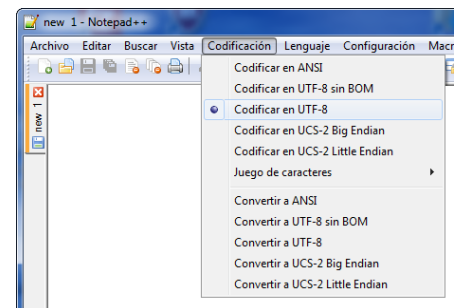 new 1 - Notepad++
Archivo Editar Buscar Vista Codificación Lenguaje Configuración Macr
new 1
Codificar en ANSI
Codificar en UTF-8 sin BOM
Codificar en UTF-8
Codificar en UCS-2 Big Endian
Codificar en UCS-2 Little Endian
Juego de caracteres
Convertir a ANSI
Convertir a UTF-8 sin BOM
Convertir a UTF-8
Convertir a UCS-2 Big Endian
Convertir a UCS-2 Little Endian